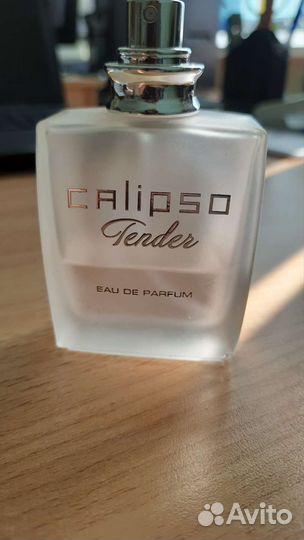 CALIPSO
Tender
EAU DE PARFUM
Avito